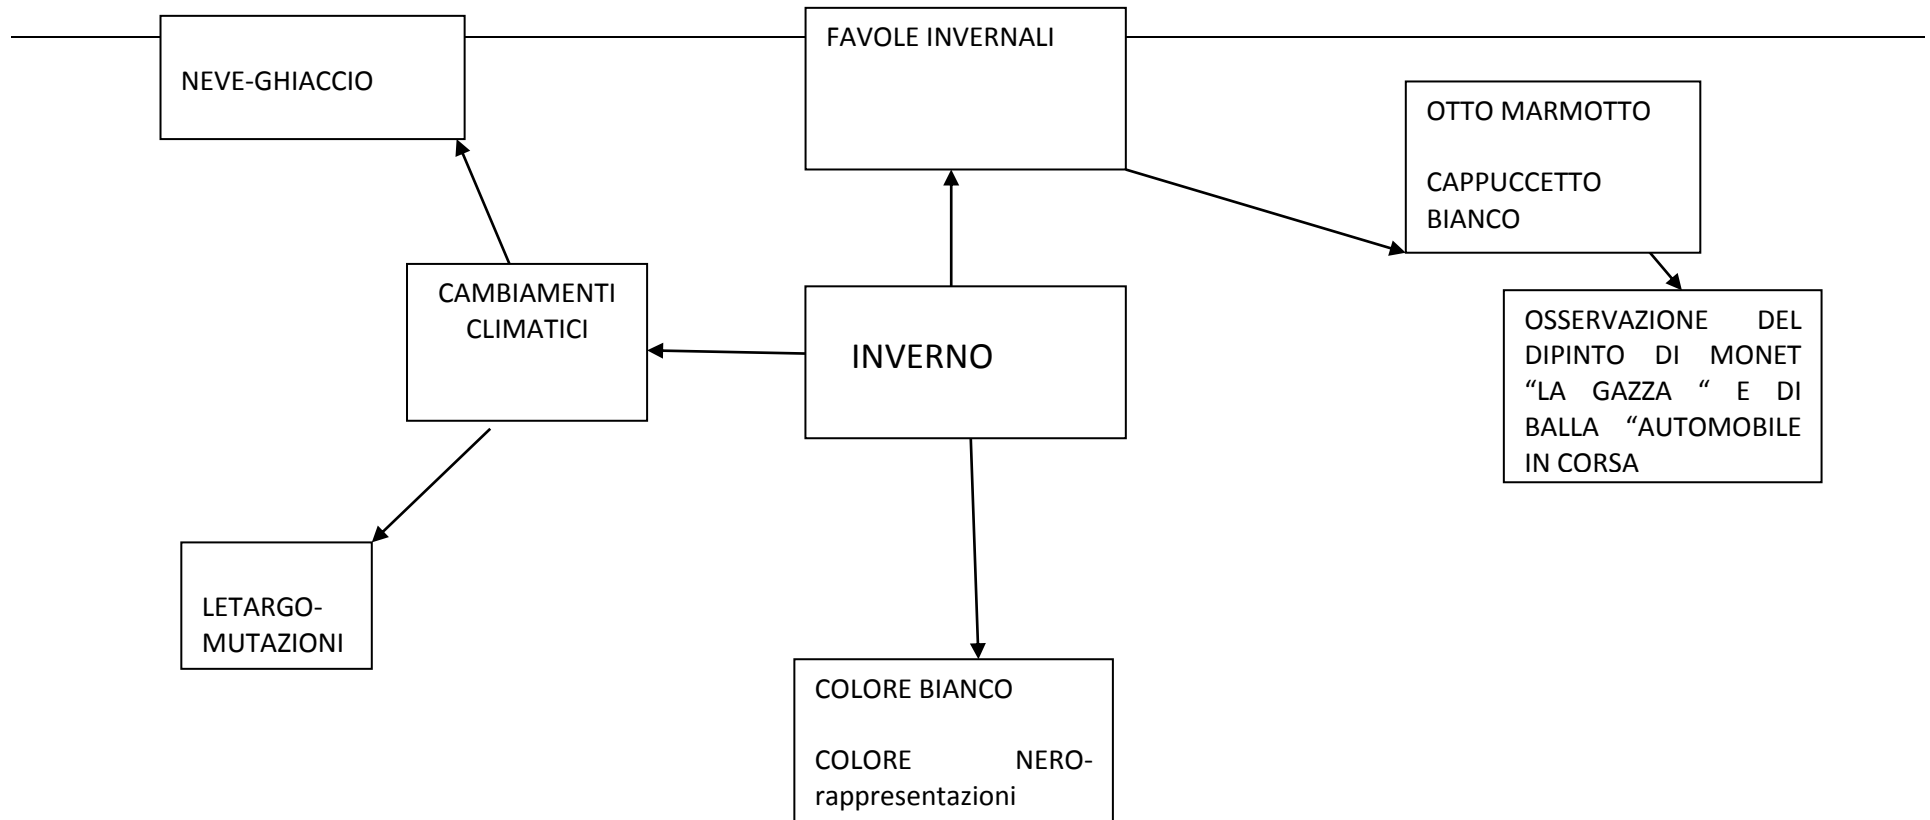 FAVOLE INVERNALI
NEVE-GHIACCIO
OTTO MARMOTTO
CAPPUCCETTO
BIANCO
CAMBIAMENTI
CLIMATICI
INVERNO
OSSERVAZIONE DEL
DIPINTO DI MONET
“LA GAZZA “ E DI
BALLA “AUTOMOBILE
IN CORSA
LETARGO-
MUTAZIONI
COLORE BIANCO
COLORE NERO-
rappresentazioni